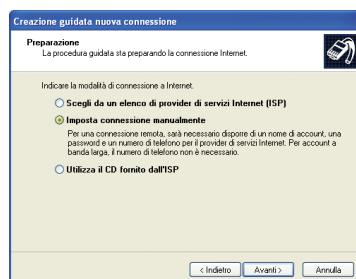 Creazione guidata nuova connessione
Preparazione
La procedura guidata sta preparando la connessione Internet.
Indicare la modalità di connessione a Internet.
Scegli da un elenco di provider di servizi Internet (ISP)
Imposta connessione manualmente
Per una connessione remota, sarà necessario disporre di un nome di account, una
password e un numero di telefono per il provider di servizi Internet. Per account a
banda larga, il numero di telefono non è necessario.
Utilizza il CD fornito dall'ISP
< Indietro
Avanti >
Annulla